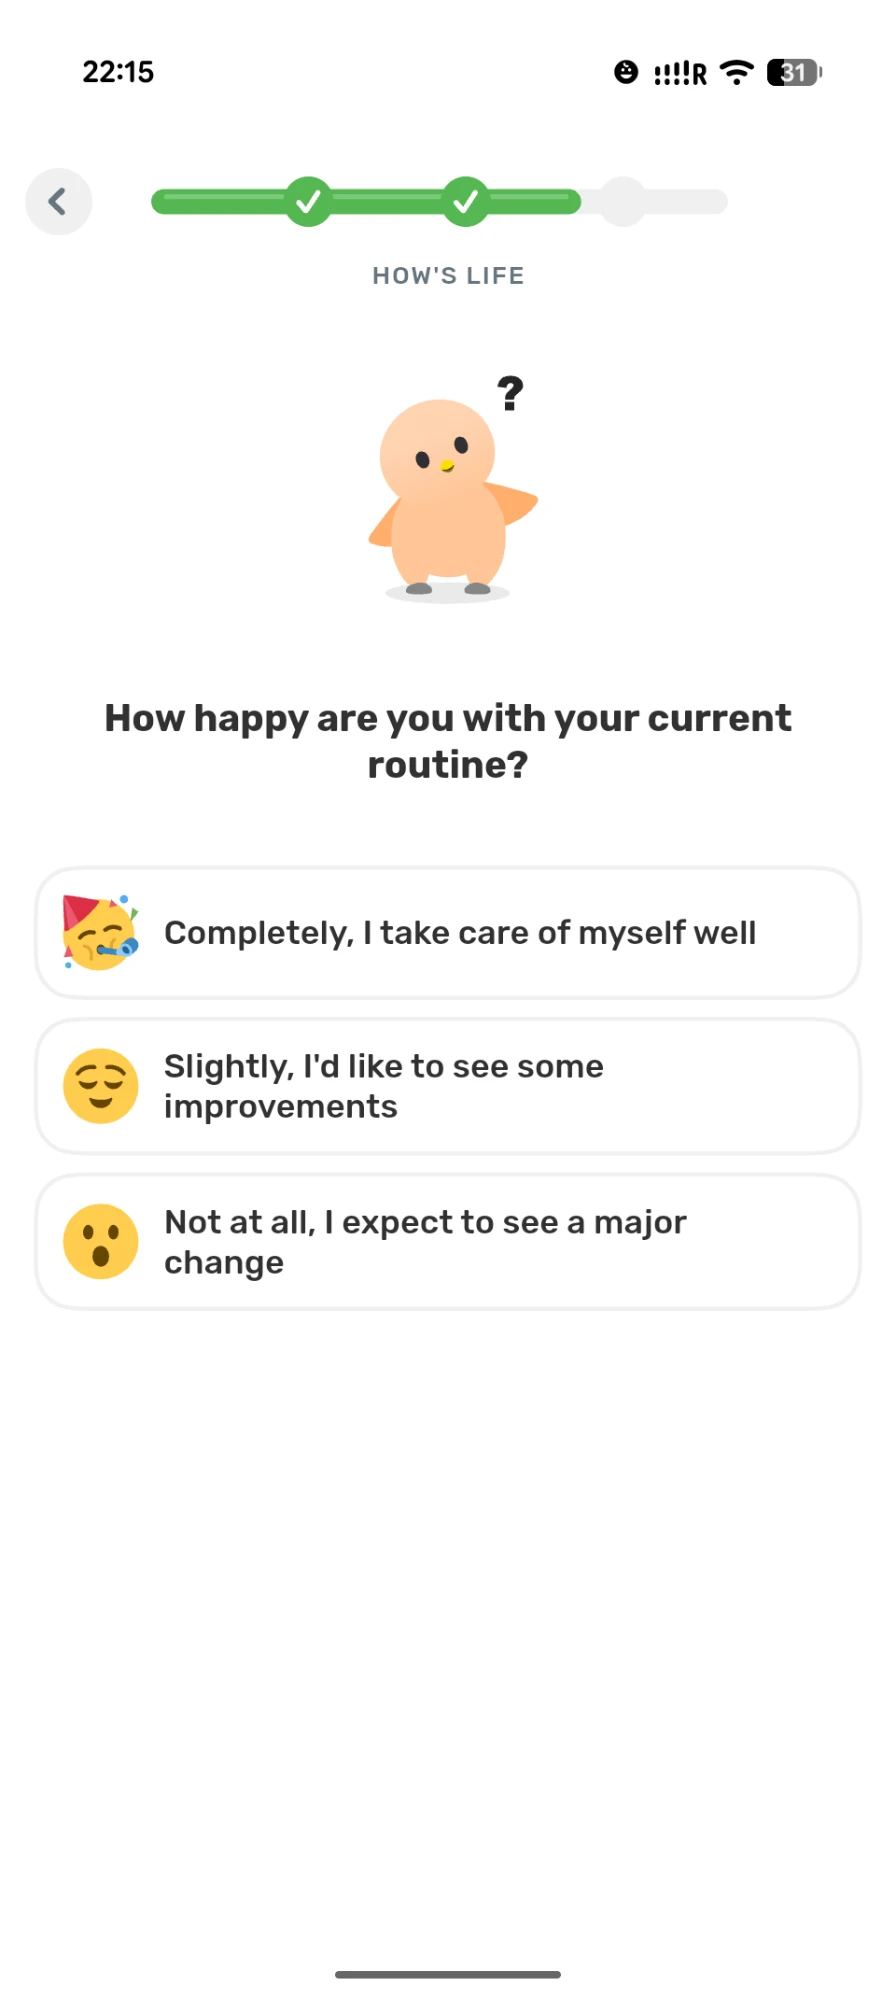 22:15
R
31
HOW'S LIFE
?
How happy are you with your current
routine?
Completely, I take care of myself well
Slightly, I'd like to see some
improvements
Not at all, I expect to see a major
change